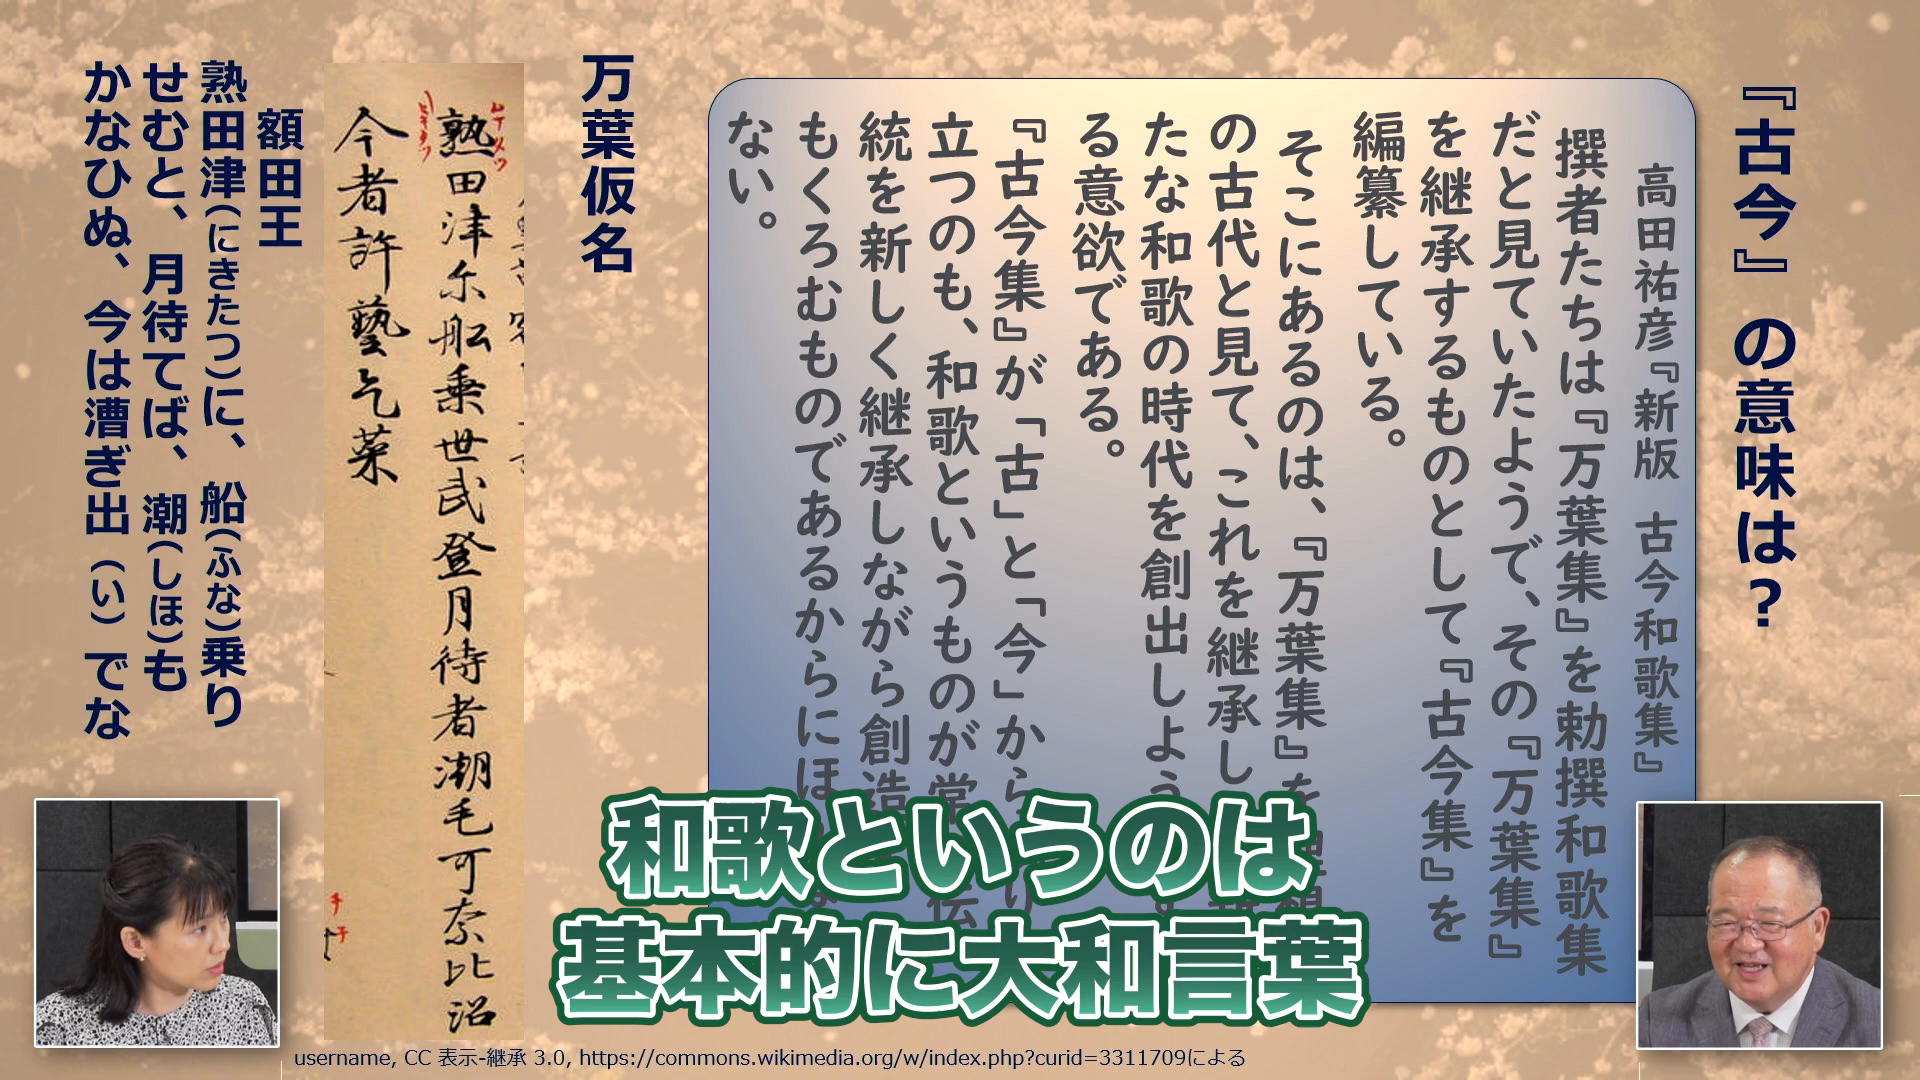 『古今』の意味は？
高田祐彦『新版 古今和歌集』
撰者たちは『万葉集』を勅撰和歌集
だと見ていたようで、その『万葉集』
を継承するものとして『古今集』を
編纂している。
そこにあるのは、『万葉集』を理想
の古代と見て、これを継承し、新
たな和歌の時代を創出しよう
る意欲である。
『古今集』が「古」と「今」から
立つのも、和歌というものが常
統を新しく継承しながら創造
もくろむものであるからにほ
ない。
万葉仮名
熟田津尓船乗世武登月待者潮毛可奈比沼
今者許藝乞菜
額田王
熟田津(にきたつ)に、船(ふな)乗り
せむと、月待てば、潮(しほ)も
かなひぬ、今は漕ぎ出（い）でな
和歌というのは
基本的に大和言葉
username, CC 表示-継承 3.0, https://commons.wikimedia.org/w/index.php?curid=3311709による